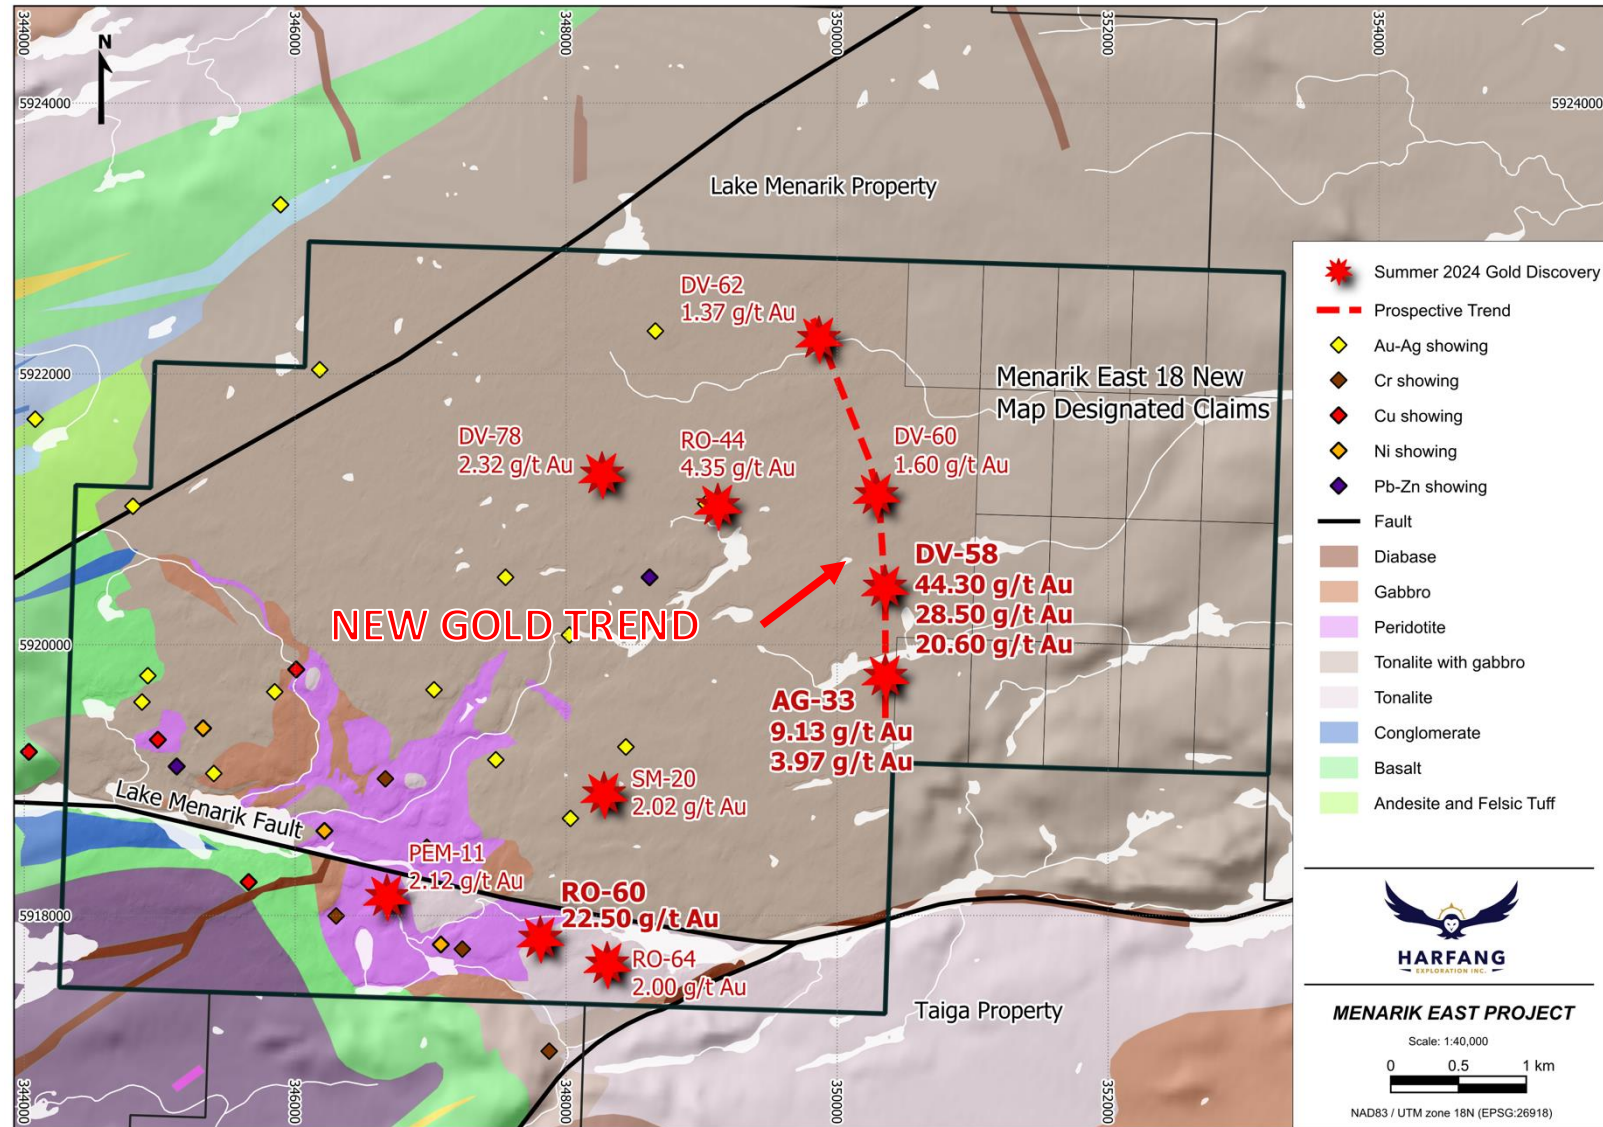 344000
346000
348000
350000
352000
354000
N
5924000
5924000
Lake Menarik Property
DV-62
1.37 g/t Au
5922000
Menarik East 18 New
Map Designated Claims
DV-78
2.32 g/t Au
RO-44
4.35 g/t Au
DV-60
1.60 g/t Au
DV-58
44.30 g/t Au
28.50 g/t Au
20.60 g/t Au
NEW GOLD TREND
5920000
AG-33
9.13 g/t Au
3.97 g/t Au
SM-20
2.02 g/t Au
Lake Menarik Fault
PEM-11
2.12 g/t Au
RO-60
22.50 g/t Au
5918000
RO-64
2.00 g/t Au
Taiga Property
344000
346000
348000
350000
352000
Summer 2024 Gold Discovery
Prospective Trend
Au-Ag showing
Cr showing
Cu showing
Ni showing
Pb-Zn showing
Fault
Diabase
Gabbro
Peridotite
Tonalite with gabbro
Tonalite
Conglomerate
Basalt
Andesite and Felsic Tuff
HARFANG
EXPLORATION INC.
MENARIK EAST PROJECT
Scale: 1:40,000
0 0.5 1 km
NAD83 / UTM zone 18N (EPSG:26918)